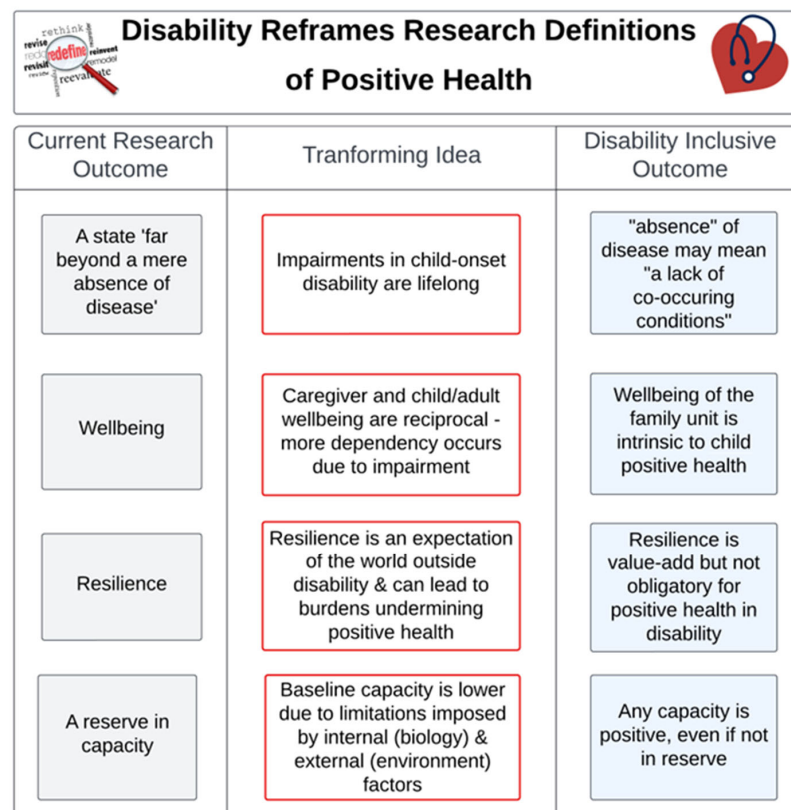 rethink
revise
redefine
reinvent
remodel
revisit
review
reevaluate
Disability Reframes Research Definitions
of Positive Health
Current Research
Outcome
Tranforming Idea
Disability Inclusive
Outcome
A state 'far
beyond a mere
absence of
disease'
Impairments in child-onset
disability are lifelong
"absence" of
disease may mean
"a lack of
co-occuring
conditions"
Wellbeing
Caregiver and child/adult
wellbeing are reciprocal -
more dependency occurs
due to impairment
Wellbeing of the
family unit is
intrinsic to child
positive health
Resilience
Resilience is an expectation
of the world outside
disability & can lead to
burdens undermining
positive health
Resilience is
value-add but not
obligatory for
positive health in
disability
A reserve in
capacity
Baseline capacity is lower
due to limitations imposed
by internal (biology) &
external (environment)
factors
Any capacity is
positive, even if not
in reserve